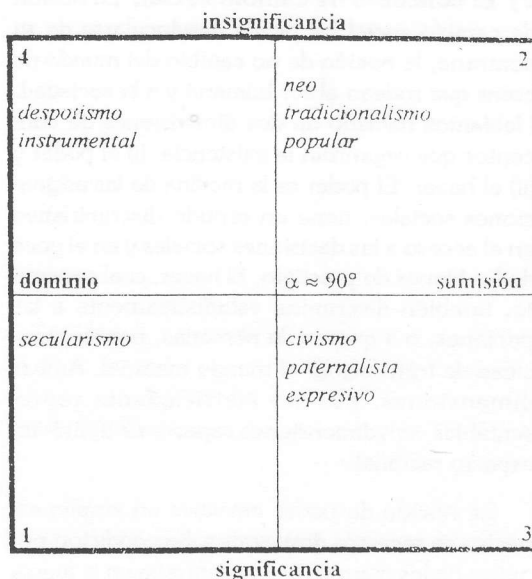 insignificancia
4 2
despotismo
instrumental
neo
tradicionalismo
popular
dominio α ≈ 90° sumisión
secularismo
civismo
paternalista
expresivo
1 3
significancia